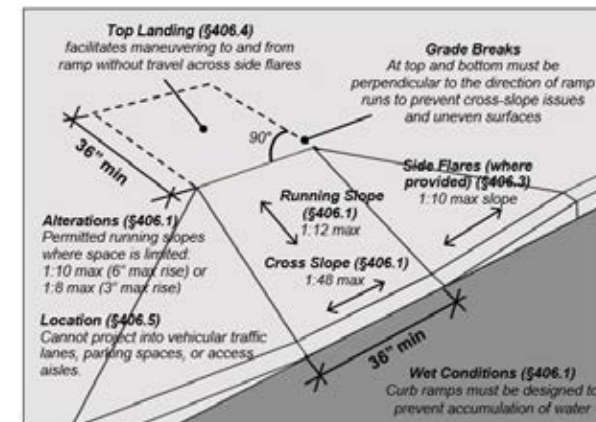 Top Landing (§406.4)
facilitates maneuvering to and from
ramp without travel across side flares
Grade Breaks
At top and bottom must be
perpendicular to the direction of ramp
runs to prevent cross-slope issues
and uneven surfaces
90°
36" min
Side Flares (where
provided) (§406.3)
1:10 max slope
Running Slope
(§406.1)
1:12 max
Alterations (§406.1)
Permitted running slopes
where space is limited:
1:10 max (6" max rise) or
1:8 max (3" max rise)
Cross Slope (§406.1)
1:48 max
Location (§406.5)
Cannot project into vehicular traffic
lanes, parking spaces, or access
aisles.
36" min
Wet Conditions (§406.1)
Curb ramps must be designed to
prevent accumulation of water